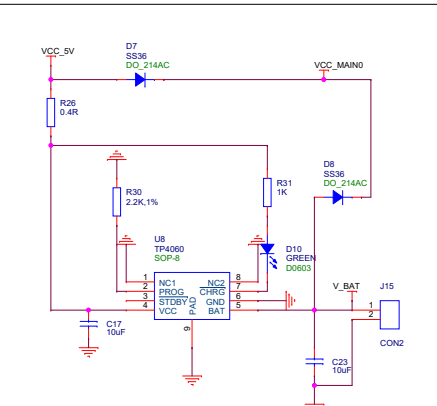 VCC_5V
D7
SS36
DO_214AC
VCC_MAIN0
R26
0.4R
D8
SS36
DO_214AC
R31
1K
R30
2.2K,1%
U8
TP4060
SOP-8
D10
GREEN
D0603
1 NC1 NC2 8
2 PROG CHRG 7
3 STDBY GND 6
4 VCC BAT 5
PAD
9
V_BAT
J15
1
2
CON2
C17
10uF
C23
10uF